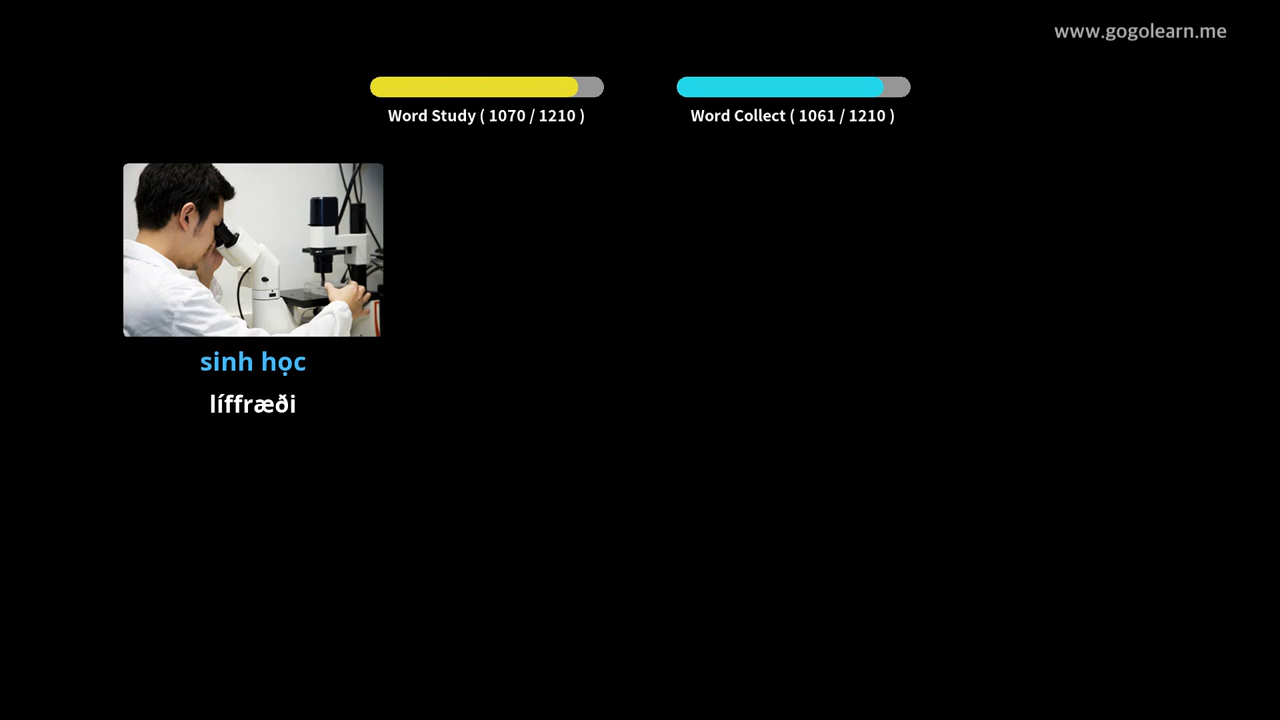 www.gogolearn.me
Word Study ( 1070 / 1210 )
Word Collect ( 1061 / 1210 )
sinh học
líffræði